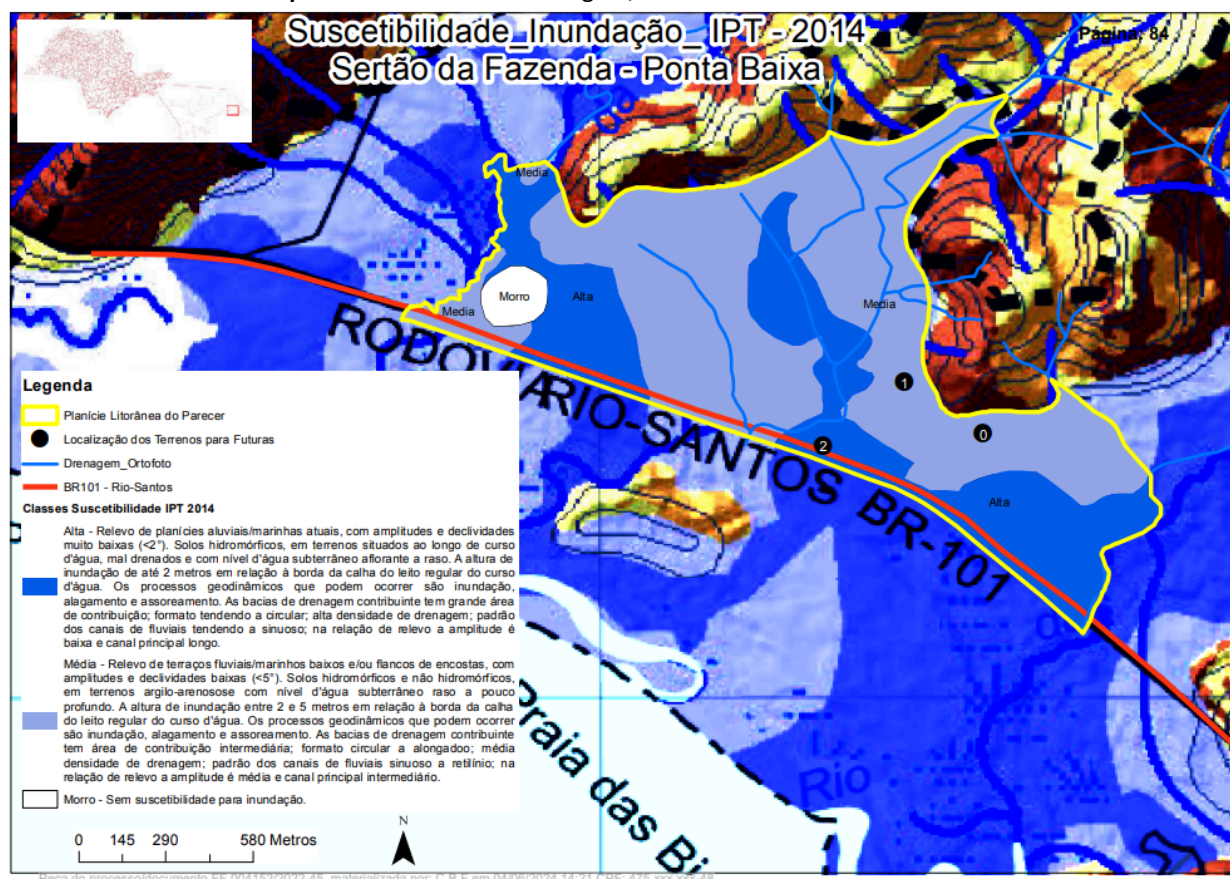 Suscetibilidade_Inundação_ IPT - 2014
Sertão da Fazenda - Ponta Baixa
Página: 84
Media
Morro
Alta
Media
Media
1
0
2
Alta
RODOVIA RIO-SANTOS BR-101
Praia das Bi
Rio
Legenda
Planície Litorânea do Parecer
Localização dos Terrenos para Futuras
Drenagem_Ortofoto
BR101 - Rio-Santos
Classes Suscetibilidade IPT 2014
Alta - Relevo de planícies aluviais/marinhas atuais, com amplitudes e declividades
muito baixas (<2°). Solos hidromórficos, em terrenos situados ao longo de curso
d'água, mal drenados e com nível d'água subterrâneo aflorante a raso. A altura de
inundação de até 2 metros em relação à borda da calha do leito regular do curso
d'água. Os processos geodinâmicos que podem ocorrer são inundação,
alagamento e assoreamento. As bacias de drenagem contribuinte tem grande área
de contribuição; formato tendendo a circular; alta densidade de drenagem; padrão
dos canais de fluviais tendendo a sinuoso; na relação de relevo a amplitude é
baixa e canal principal longo.
Média - Relevo de terraços fluviais/marinhos baixos e/ou flancos de encostas, com
amplitudes e declividades baixas (<5°). Solos hidromórficos e não hidromórficos,
em terrenos argilo-arenosose com nível d'água subterrâneo raso a pouco
profundo. A altura de inundação entre 2 e 5 metros em relação à borda da calha
do leito regular do curso d'água. Os processos geodinâmicos que podem ocorrer
são inundação, alagamento e assoreamento. As bacias de drenagem contribuinte
tem área de contribuição intermediária; formato circular a alongadoo; média
densidade de drenagem; padrão dos canais de fluviais sinuoso a retilínio; na
relação de relevo a amplitude é média e canal principal intermediário.
Morro - Sem suscetibilidade para inundação.
0 145 290 580 Metros
N